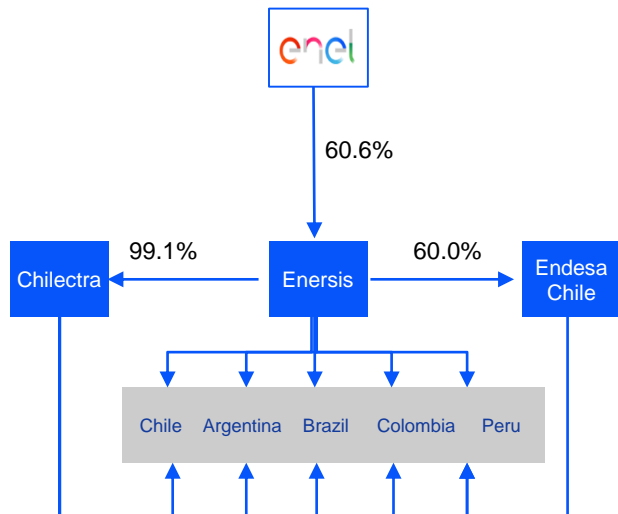 enel
60.6%
99.1%
60.0%
Chilectra
Enersis
Endesa
Chile
Chile Argentina Brazil Colombia Peru